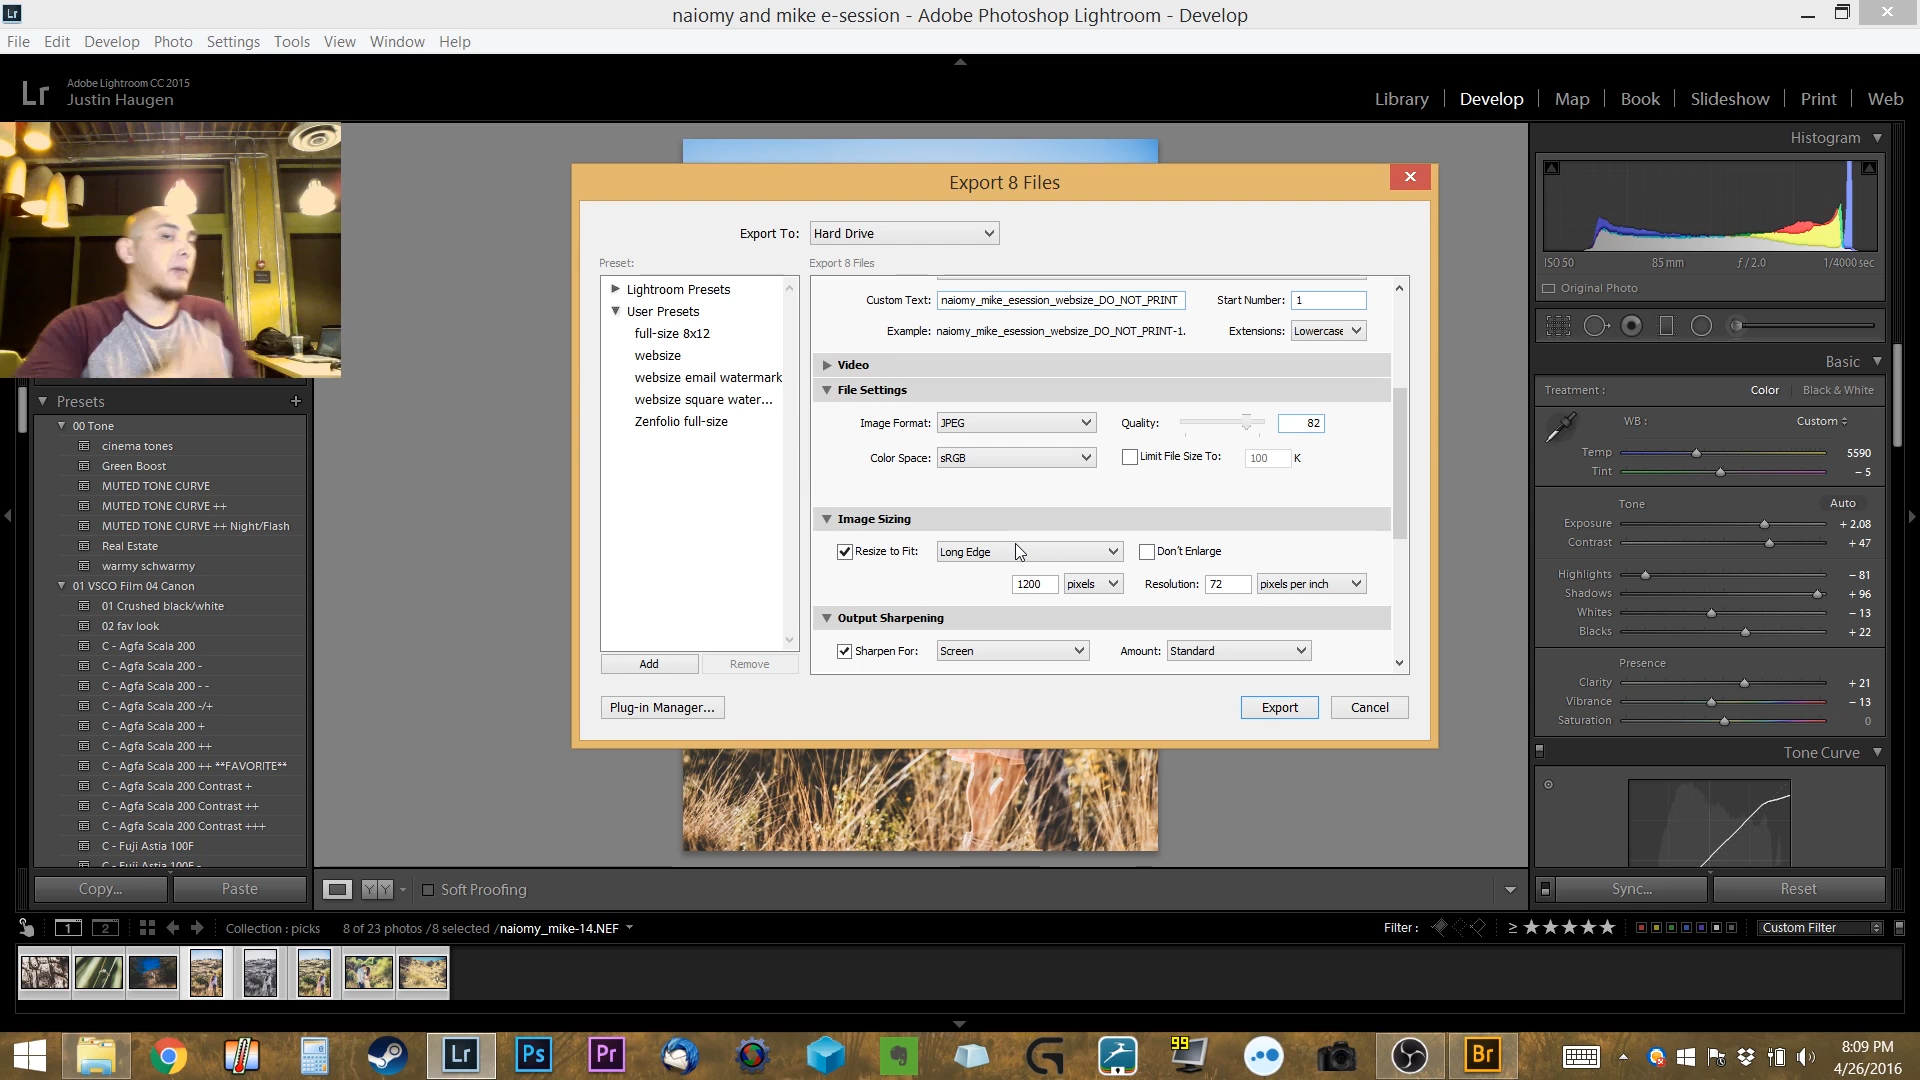 Lr
naiomy and mike e-session - Adobe Photoshop Lightroom - Develop
File Edit Develop Photo Settings Tools View Window Help
Lr
Adobe Lightroom CC 2015
Justin Haugen
Library Develop Map Book Slideshow Print Web
Histogram
ISO 50 85 mm ƒ / 2.0 1/4000 sec
Original Photo
Basic
Treatment : Color Black & White
WB : Custom
Temp 5590
Tint – 5
Tone Auto
Exposure + 2.08
Contrast + 47
Highlights – 81
Shadows + 96
Whites – 13
Blacks + 22
Presence
Clarity + 21
Vibrance – 13
Saturation 0
Tone Curve
Sync... Reset
Export 8 Files
Export To: Hard Drive
Preset: Export 8 Files
Lightroom Presets
User Presets
full-size 8x12
websize
websize email watermark
websize square water...
Zenfolio full-size
Add Remove
Custom Text: naiomy_mike_esession_websize_DO_NOT_PRINT Start Number: 1
Example: naiomy_mike_esession_websize_DO_NOT_PRINT-1. Extensions: Lowercase
Video
File Settings
Image Format: JPEG Quality: 82
Color Space: sRGB Limit File Size To: 100 K
Image Sizing
Resize to Fit: Long Edge Don't Enlarge
1200 pixels Resolution: 72 pixels per inch
Output Sharpening
Sharpen For: Screen Amount: Standard
Plug-in Manager... Export Cancel
Presets +
00 Tone
cinema tones
Green Boost
MUTED TONE CURVE
MUTED TONE CURVE ++
MUTED TONE CURVE ++ Night/Flash
Real Estate
warmy schwarmy
01 VSCO Film 04 Canon
01 Crushed black/white
02 fav look
C - Agfa Scala 200
C - Agfa Scala 200 -
C - Agfa Scala 200 - -
C - Agfa Scala 200 -/+
C - Agfa Scala 200 +
C - Agfa Scala 200 ++
C - Agfa Scala 200 ++ **FAVORITE**
C - Agfa Scala 200 Contrast +
C - Agfa Scala 200 Contrast ++
C - Agfa Scala 200 Contrast +++
C - Fuji Astia 100F
C - Fuji Astia 100F -
Copy... Paste
Y Y Soft Proofing
1 2 Collection : picks 8 of 23 photos /8 selected /naiomy_mike-14.NEF
Filter : ≥ ★★★★★ Custom Filter
Lr Ps Pr 99 Br
8:09 PM
4/26/2016